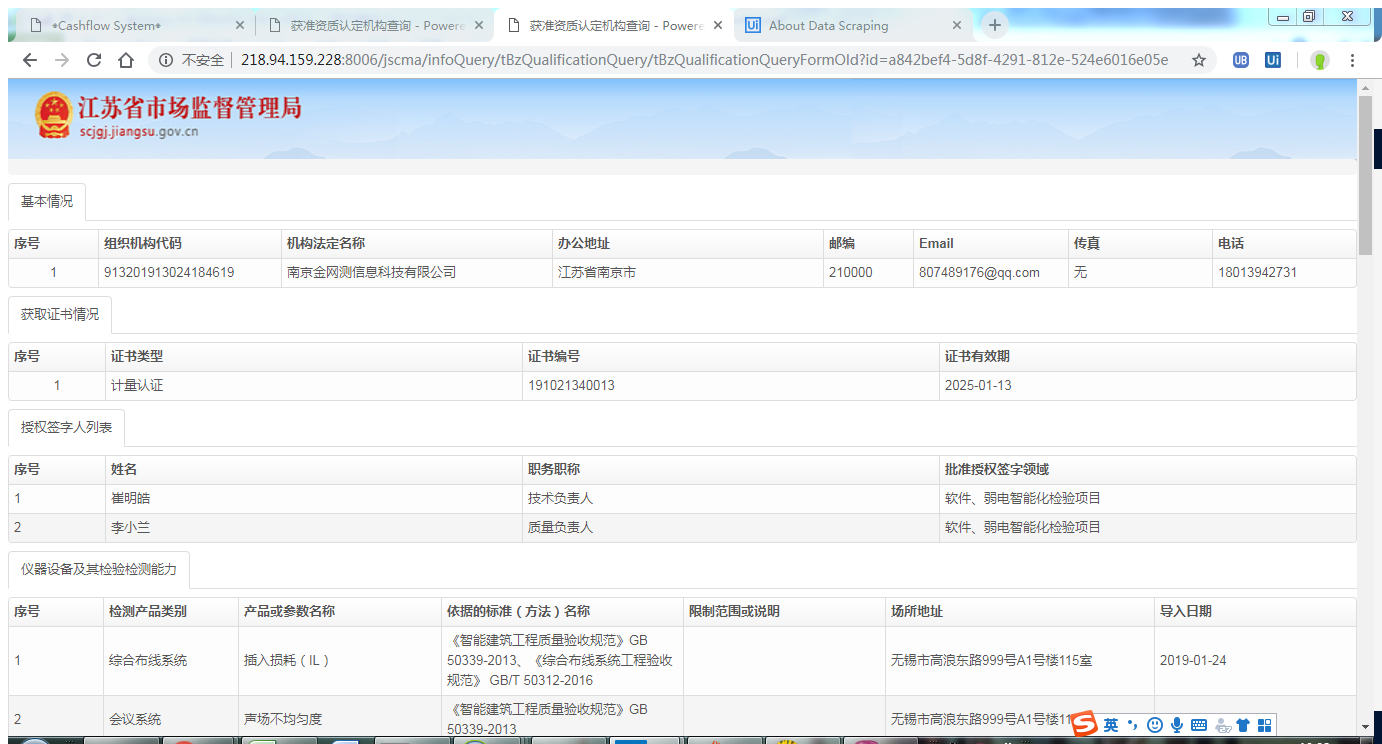 *Cashflow System*
获准资质认定机构查询 - Powere
获准资质认定机构查询 - Powere
About Data Scraping
不安全 218.94.159.228:8006/jscma/infoQuery/tBzQualificationQuery/tBzQualificationQueryFormOld?id=a842bef4-5d8f-4291-812e-524e6016e05e
江苏省市场监督管理局
scjgj.jiangsu.gov.cn
基本情况
序号 组织机构代码 机构法定名称 办公地址 邮编 Email 传真 电话
1 913201913024184619 南京金网测信息科技有限公司 江苏省南京市 210000 807489176@qq.com 无 18013942731
获取证书情况
序号 证书类型 证书编号 证书有效期
1 计量认证 191021340013 2025-01-13
授权签字人列表
序号 姓名 职务职称 批准授权签字领域
1 崔明皓 技术负责人 软件、弱电智能化检验项目
2 李小兰 质量负责人 软件、弱电智能化检验项目
仪器设备及其检验检测能力
序号 检测产品类别 产品或参数名称 依据的标准（方法）名称 限制范围或说明 场所地址 导入日期
1 综合布线系统 插入损耗（IL） 《智能建筑工程质量验收规范》GB
50339-2013、《综合布线系统工程验收
规范》 GB/T 50312-2016 无锡市高浪东路999号A1号楼115室 2019-01-24
2 会议系统 声场不均匀度 《智能建筑工程质量验收规范》GB
50339-2013 无锡市高浪东路999号A1号楼11
英